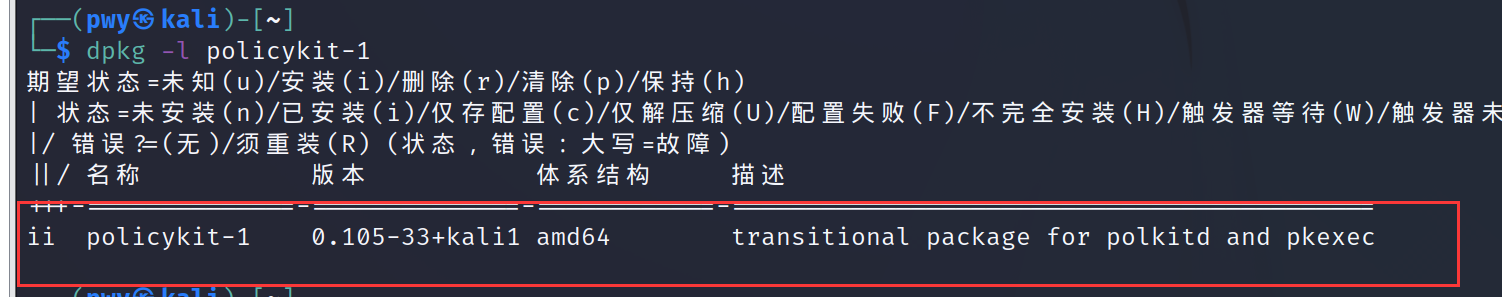 ┌──(pwy㉿kali)-[~]
└─$ dpkg -l policykit-1
期望状态=未知(u)/安装(i)/删除(r)/清除(p)/保持(h)
| 状态=未安装(n)/已安装(i)/仅存配置(c)/仅解压缩(U)/配置失败(F)/不完全安装(H)/触发器等待(W)/触发器未
|/ 错误?=(无)/须重装(R) (状态，错误：大写=故障)
||/ 名称 版本 体系结构 描述
+++-==============-==============-============-=================================
ii policykit-1 0.105-33+kali1 amd64 transitional package for polkitd and pkexec
(pwy㉿kali)-[~]